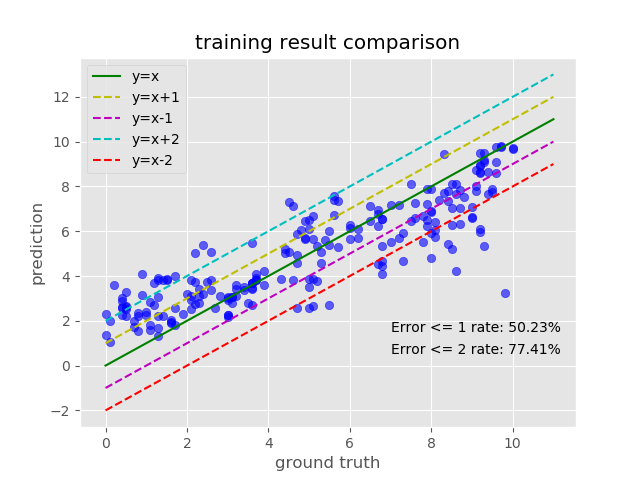 training result comparison
y=x
y=x+1
y=x-1
y=x+2
y=x-2
12
10
8
6
4
2
0
−2
prediction
Error <= 1 rate: 50.23%
Error <= 2 rate: 77.41%
0 2 4 6 8 10
ground truth